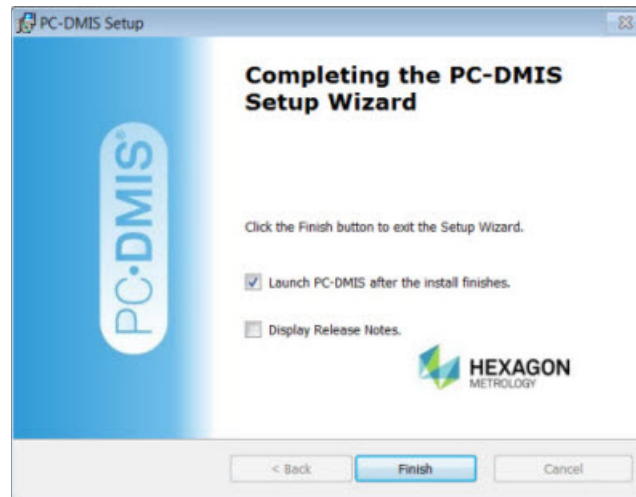 PC-DMIS Setup
Completing the PC-DMIS
Setup Wizard
PC·DMIS®
Click the Finish button to exit the Setup Wizard.
Launch PC-DMIS after the install finishes.
Display Release Notes.
HEXAGON
METROLOGY
< Back
Finish
Cancel